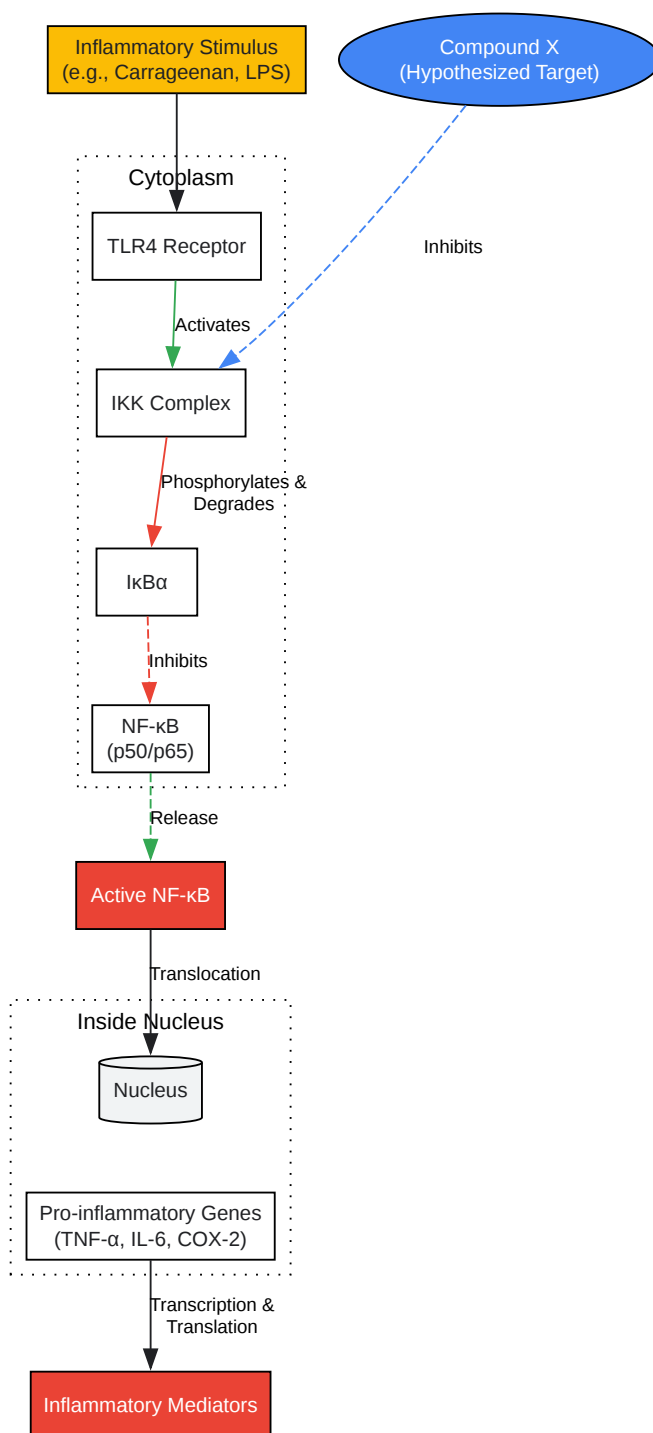 Inflammatory Stimulus
(e.g., Carrageenan, LPS)
Compound X
(Hypothesized Target)
Cytoplasm
TLR4 Receptor
Inhibits
Activates
IKK Complex
Phosphorylates &
Degrades
IκBα
Inhibits
NF-κB
(p50/p65)
Release
Active NF-κB
Translocation
Inside Nucleus
Nucleus
Pro-inflammatory Genes
(TNF-α, IL-6, COX-2)
Transcription &
Translation
Inflammatory Mediators